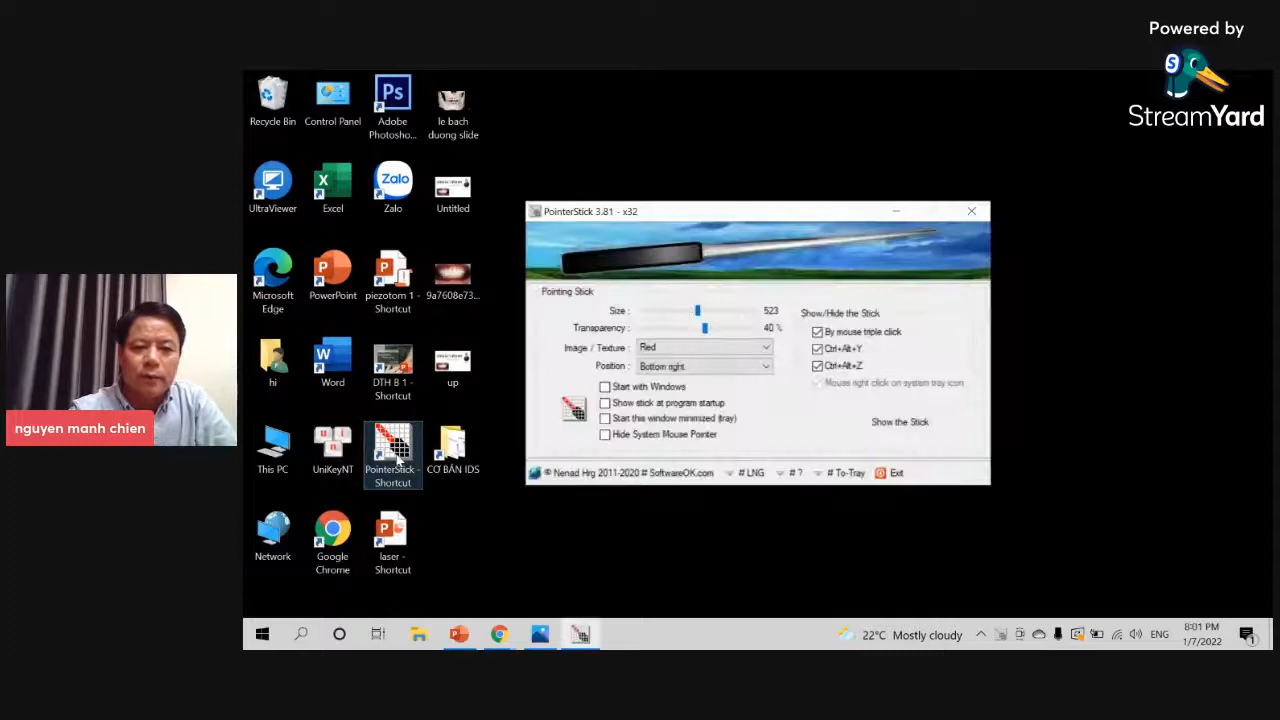 Powered by
StreamYard
Recycle Bin
Control Panel
Adobe
Photosho...
le bach
duong slide
UltraViewer
Excel
Zalo
Zalo
Untitled
Microsoft
Edge
PowerPoint
piezotom 1 -
Shortcut
9a7608e73...
hi
Word
DTH B 1 -
Shortcut
up
This PC
UniKeyNT
PointerStick -
Shortcut
CƠ BẢN IDS
Network
Google
Chrome
laser -
Shortcut
nguyen manh chien
PointerStick 3.81 - x32
Pointing Stick
Size : 523
Transparency : 40 %
Image / Texture : Red
Position : Bottom right
Start with Windows
Show stick at program startup
Start this window minimized (tray)
Hide System Mouse Pointer
Show/Hide the Stick
By mouse triple click
Ctrl+Alt+Y
Ctrl+Alt+Z
Mouse right click on system tray icon
Show the Stick
© Nenad Hrg 2011-2020 # SoftwareOK.com # LNG # ? # To-Tray Exit
22°C Mostly cloudy
ENG
8:01 PM
1/7/2022